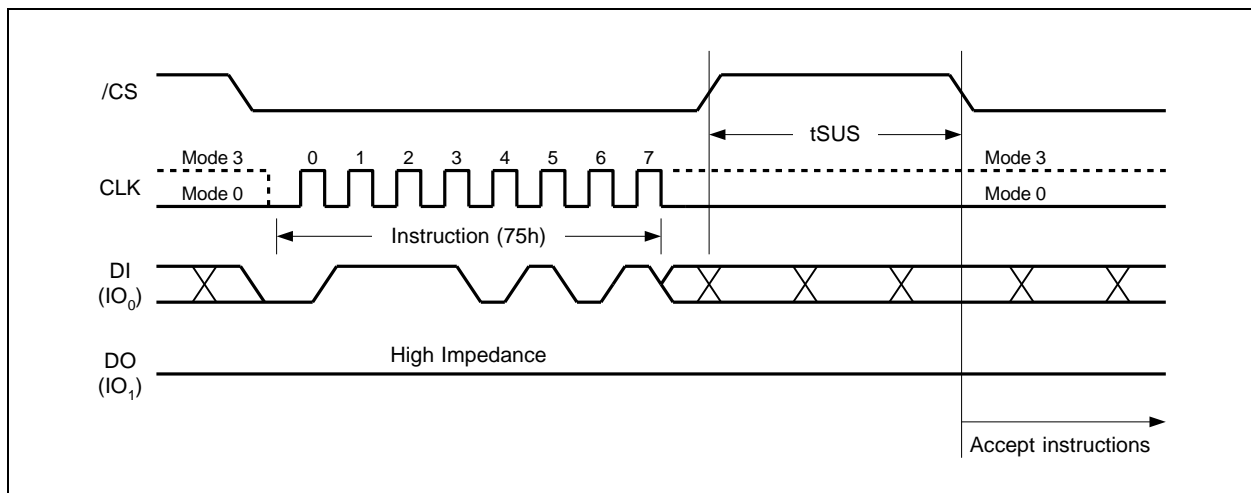 /CS
tSUS
Mode 3 0 1 2 3 4 5 6 7 Mode 3
CLK
Mode 0 Mode 0
Instruction (75h)
DI
(IO₀)
High Impedance
DO
(IO₁)
Accept instructions